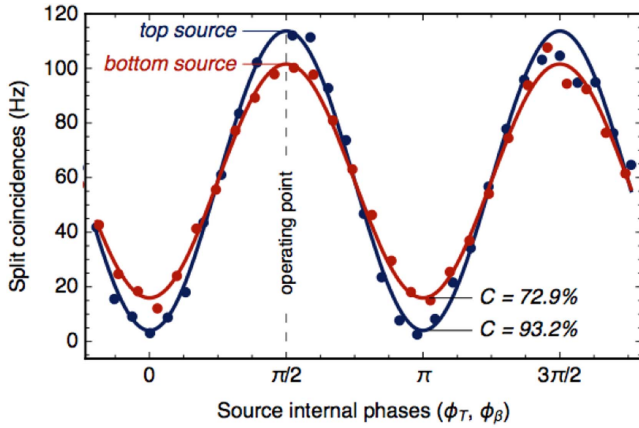 120
100
80
60
40
20
0
Split coincidences (Hz)
top source
bottom source
operating point
C = 72.9%
C = 93.2%
0
π/2
π
3π/2
Source internal phases (ϕT, ϕβ)